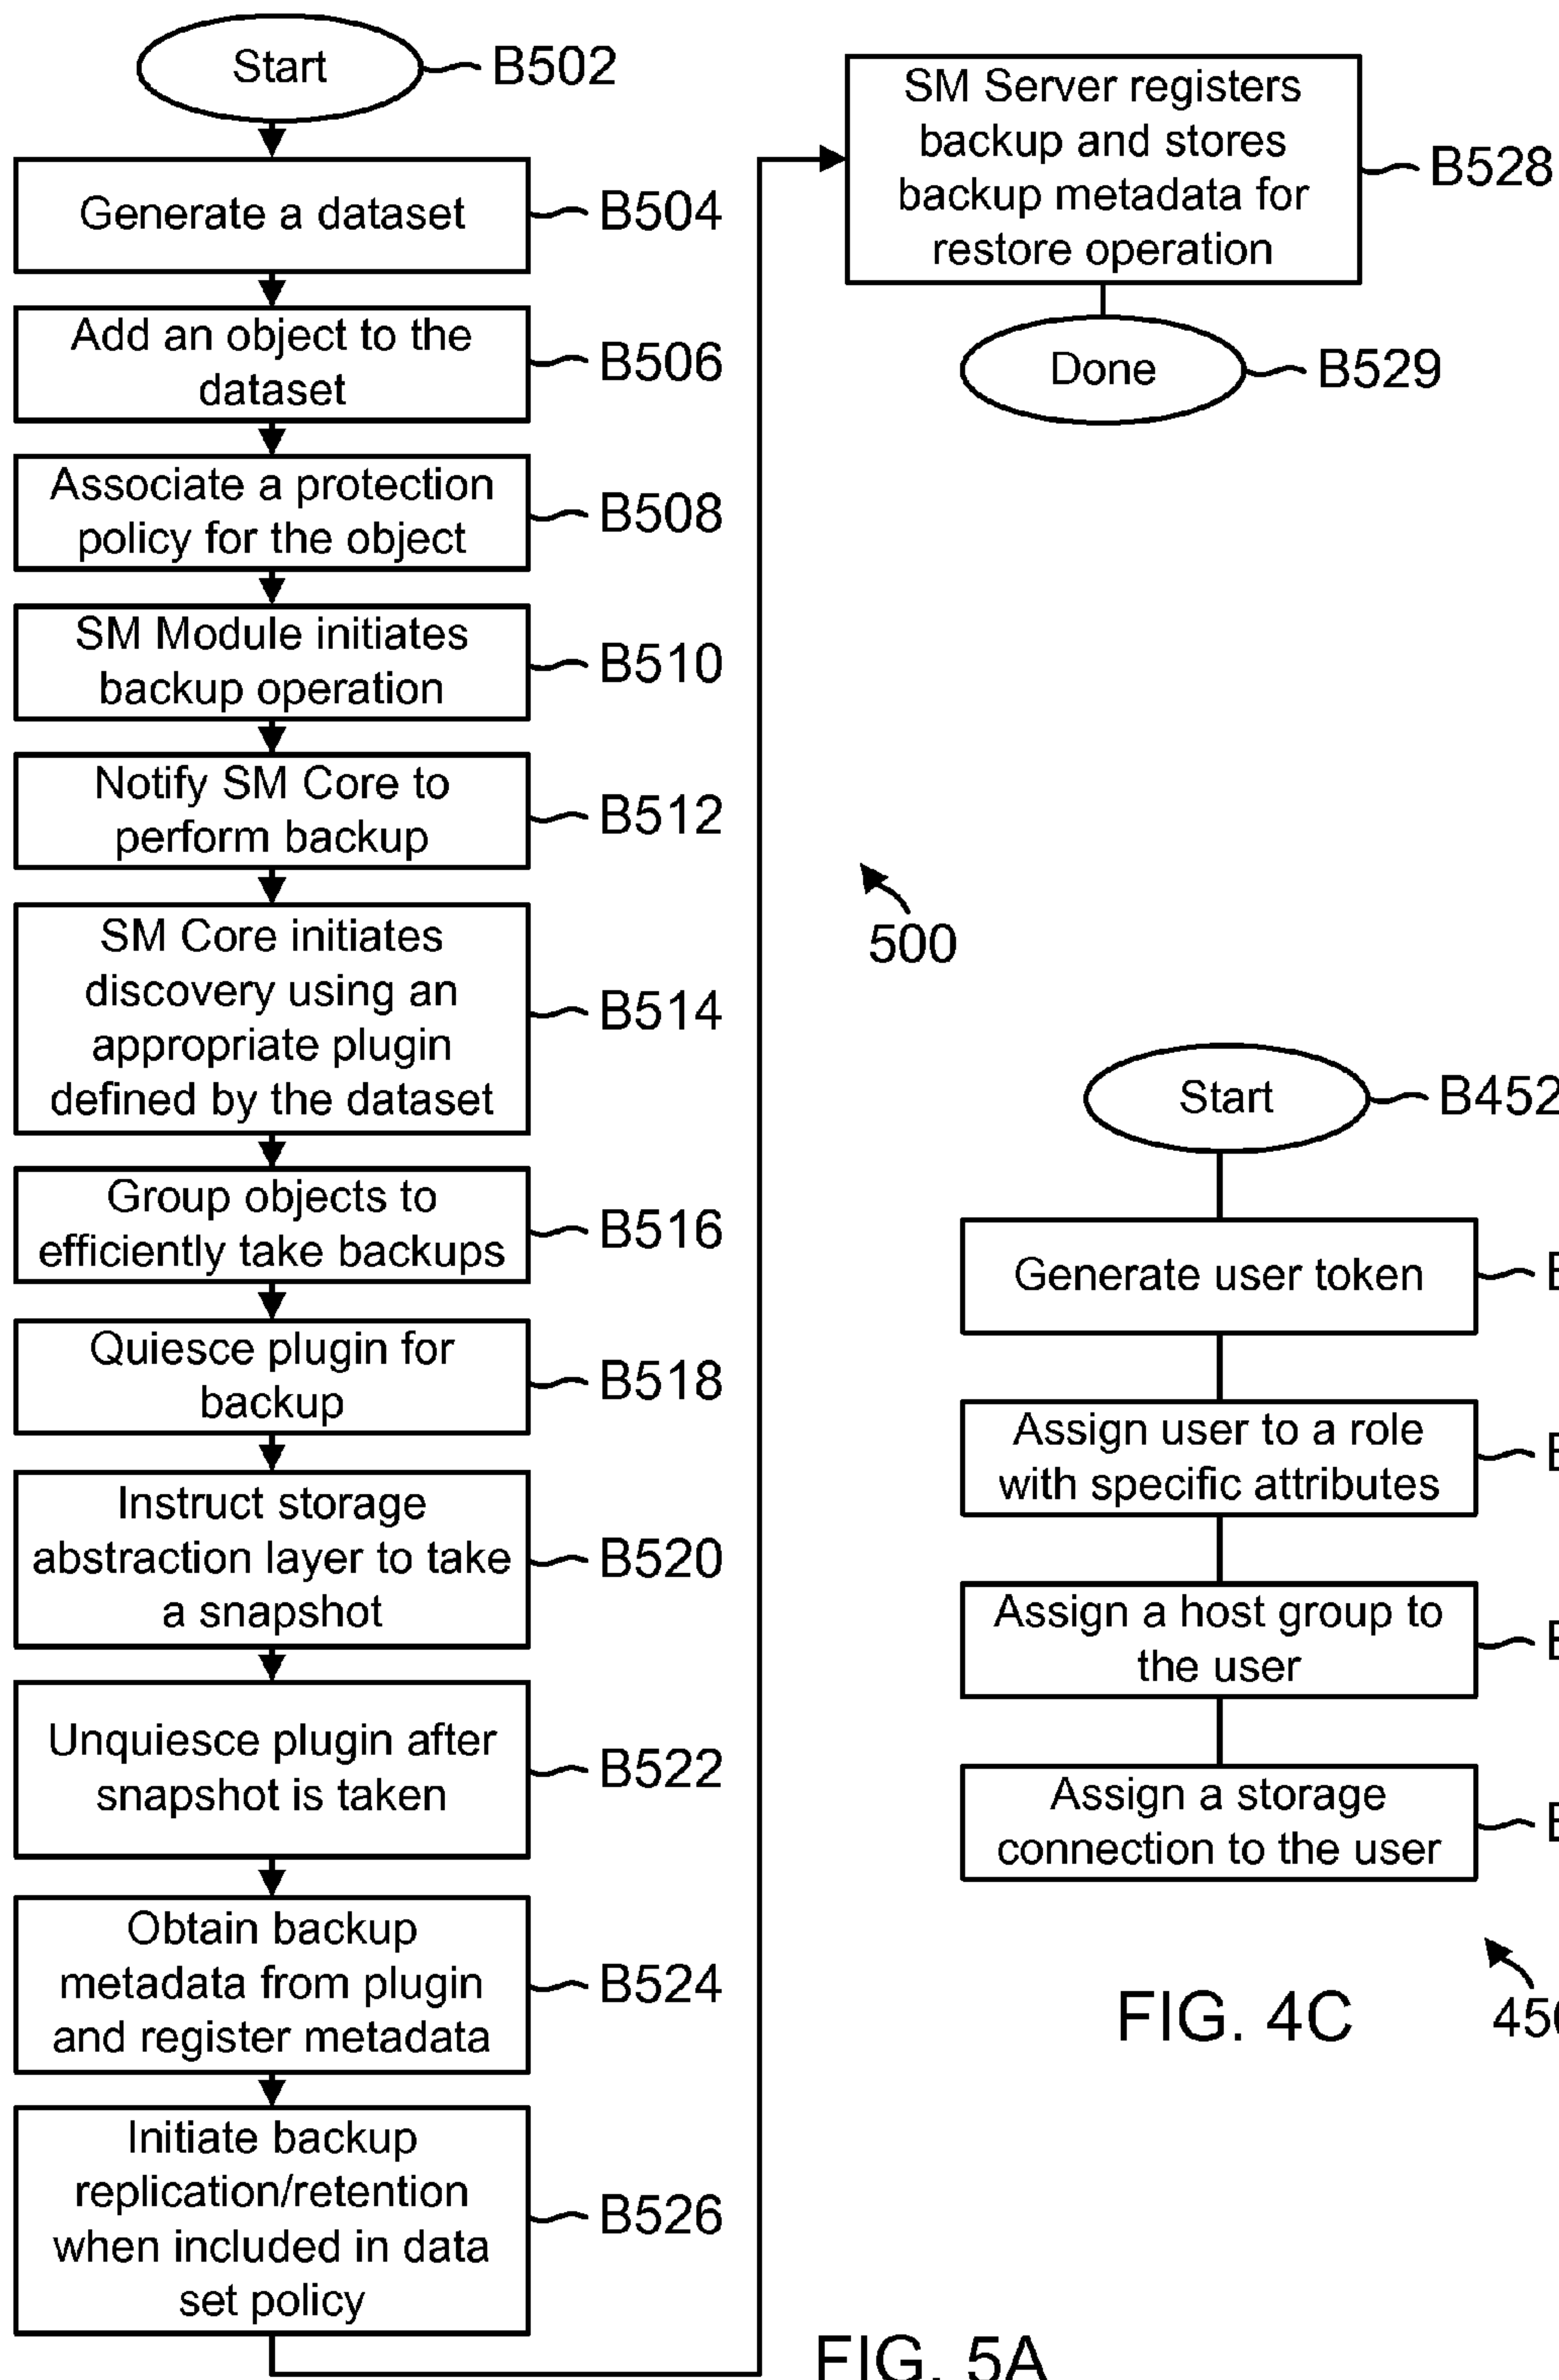 Start
B502
Generate a dataset
B504
Add an object to the
dataset
B506
Associate a protection
policy for the object
B508
SM Module initiates
backup operation
B510
Notify SM Core to
perform backup
B512
SM Core initiates
discovery using an
appropriate plugin
defined by the dataset
B514
Group objects to
efficiently take backups
B516
Quiesce plugin for
backup
B518
Instruct storage
abstraction layer to take
a snapshot
B520
Unquiesce plugin after
snapshot is taken
B522
Obtain backup
metadata from plugin
and register metadata
B524
Initiate backup
replication/retention
when included in data
set policy
B526
SM Server registers
backup and stores
backup metadata for
restore operation
B528
Done
B529
500
FIG. 5A
Start
B452
Generate user token
Assign user to a role
with specific attributes
Assign a host group to
the user
Assign a storage
connection to the user
FIG. 4C